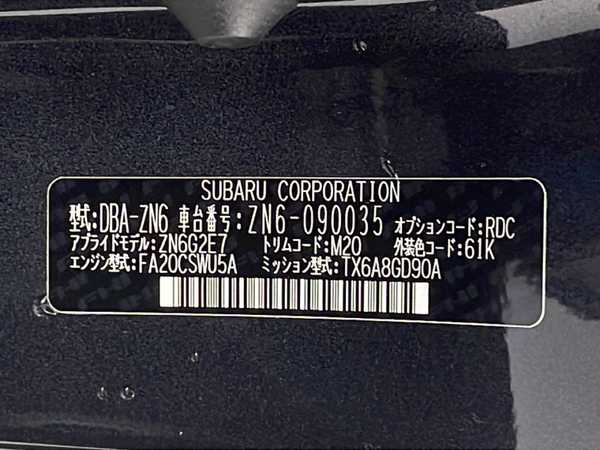 SUBARU CORPORATION
型式:DBA-ZN6 車台番号:ZN6-090035 オプションコード:RDC
アプライドモデル:ZN6G2E7 トリムコード:M20 外装色コード:61K
エンジン型式:FA20CSWU5A ミッション型式:TX6A8GD90A